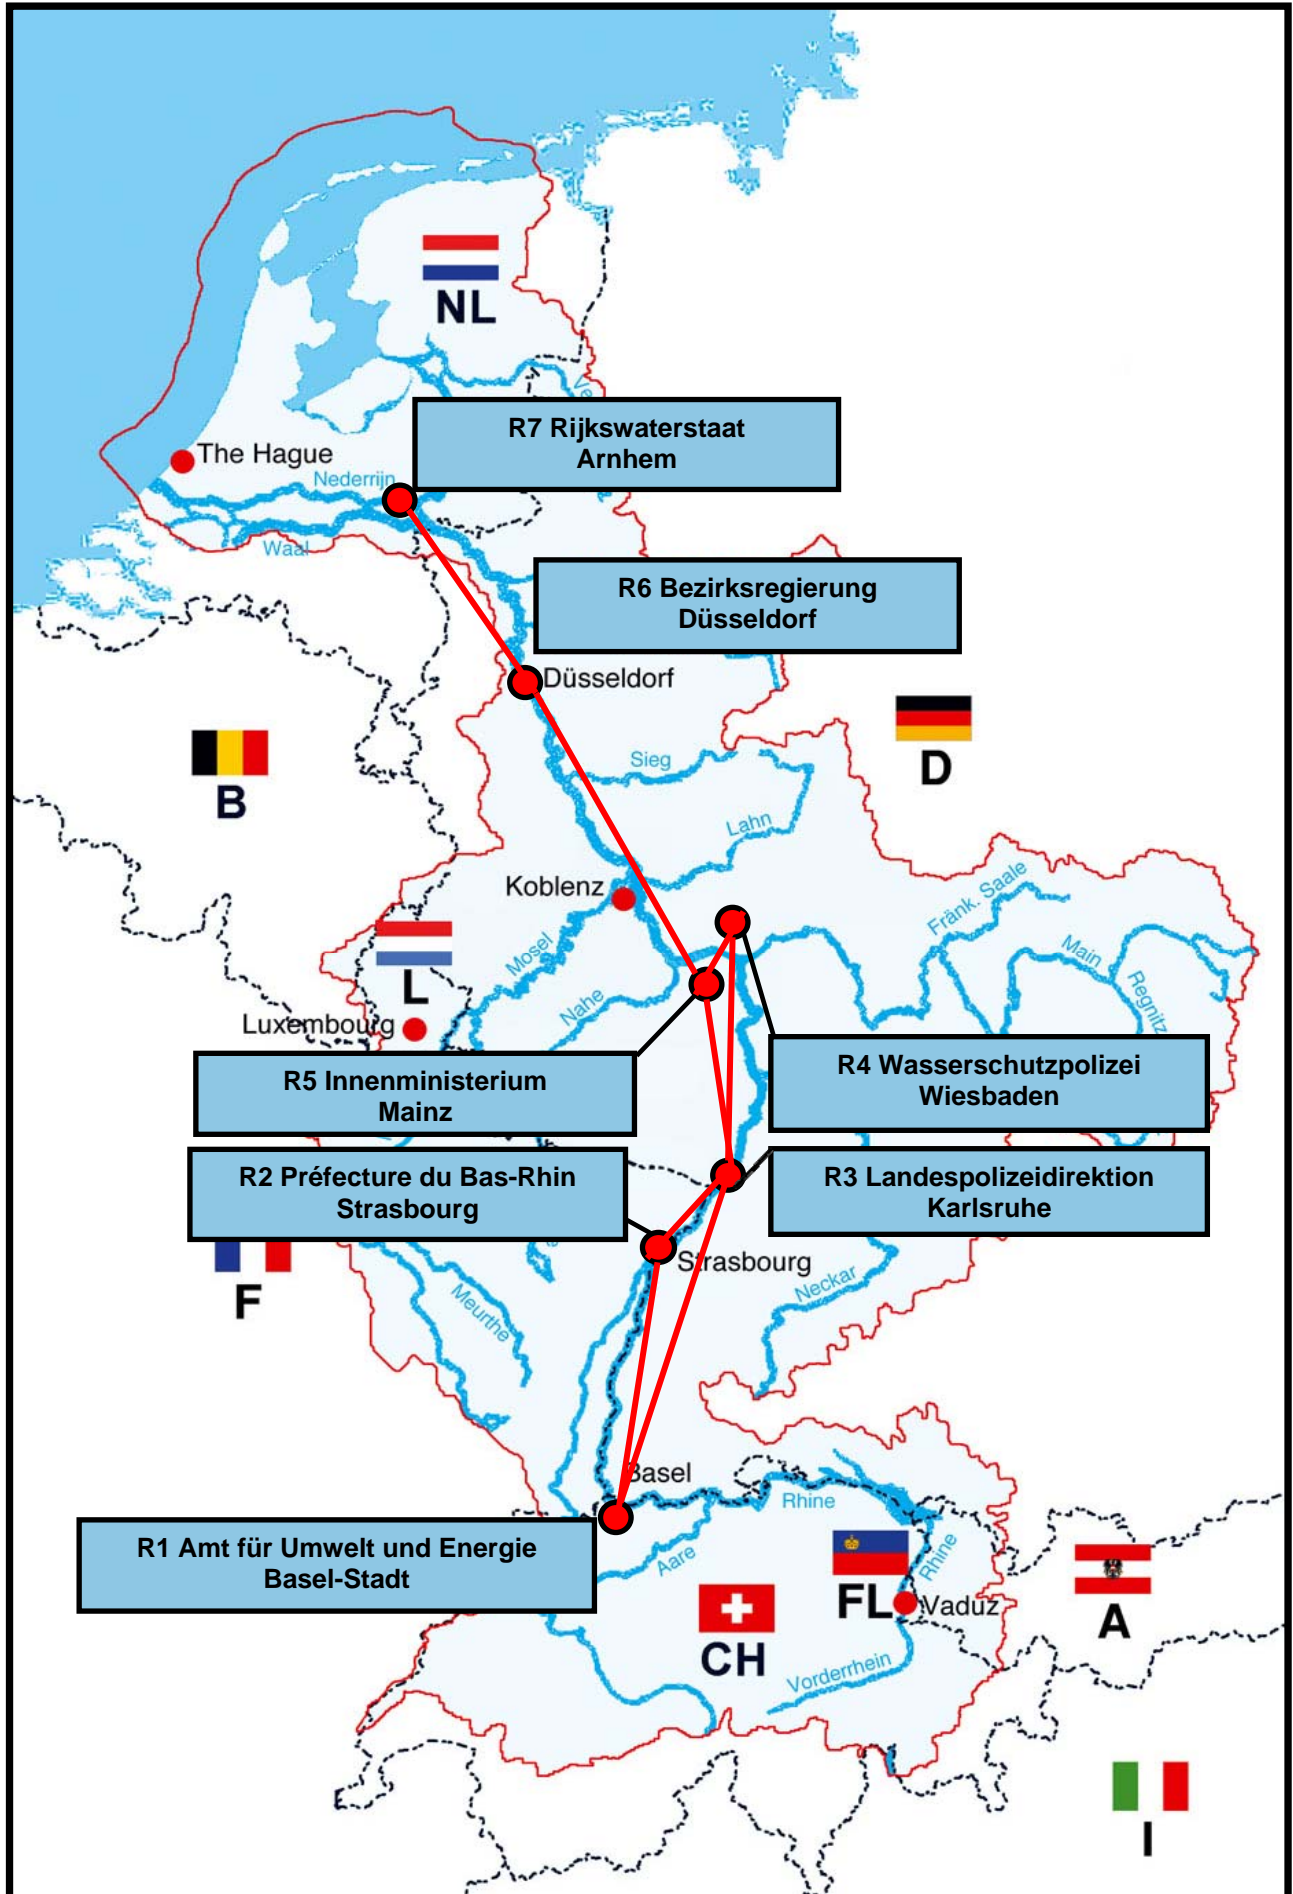 NL
Ve
R7 Rijkswaterstaat
Arnhem
The Hague
Nederrijn
Waal
R6 Bezirksregierung
Düsseldorf
Düsseldorf
D
B
Sieg
Lahn
Koblenz
Fränk. Saale
Mosel
Main
L
Nahe
Regnitz
Luxembourg
R5 Innenministerium
Mainz
R4 Wasserschutzpolizei
Wiesbaden
R2 Préfecture du Bas-Rhin
Strasbourg
R3 Landespolizeidirektion
Karlsruhe
Strasbourg
F
Meurthe
Neckar
Basel
Rhine
R1 Amt für Umwelt und Energie
Basel-Stadt
Aare
Rhine
FL
Vaduz
A
CH
Vorderrhein
I